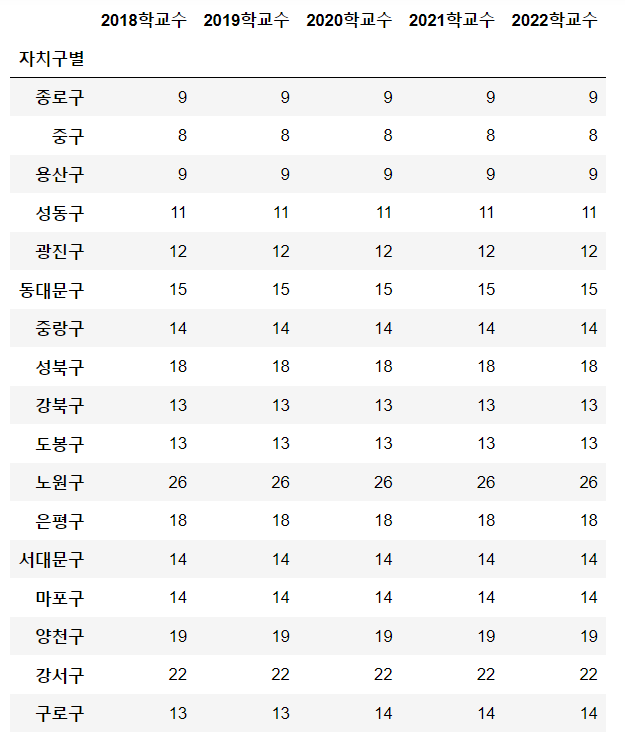 2018학교수 2019학교수 2020학교수 2021학교수 2022학교수
자치구별
종로구 9 9 9 9 9
중구 8 8 8 8 8
용산구 9 9 9 9 9
성동구 11 11 11 11 11
광진구 12 12 12 12 12
동대문구 15 15 15 15 15
중랑구 14 14 14 14 14
성북구 18 18 18 18 18
강북구 13 13 13 13 13
도봉구 13 13 13 13 13
노원구 26 26 26 26 26
은평구 18 18 18 18 18
서대문구 14 14 14 14 14
마포구 14 14 14 14 14
양천구 19 19 19 19 19
강서구 22 22 22 22 22
구로구 13 13 14 14 14